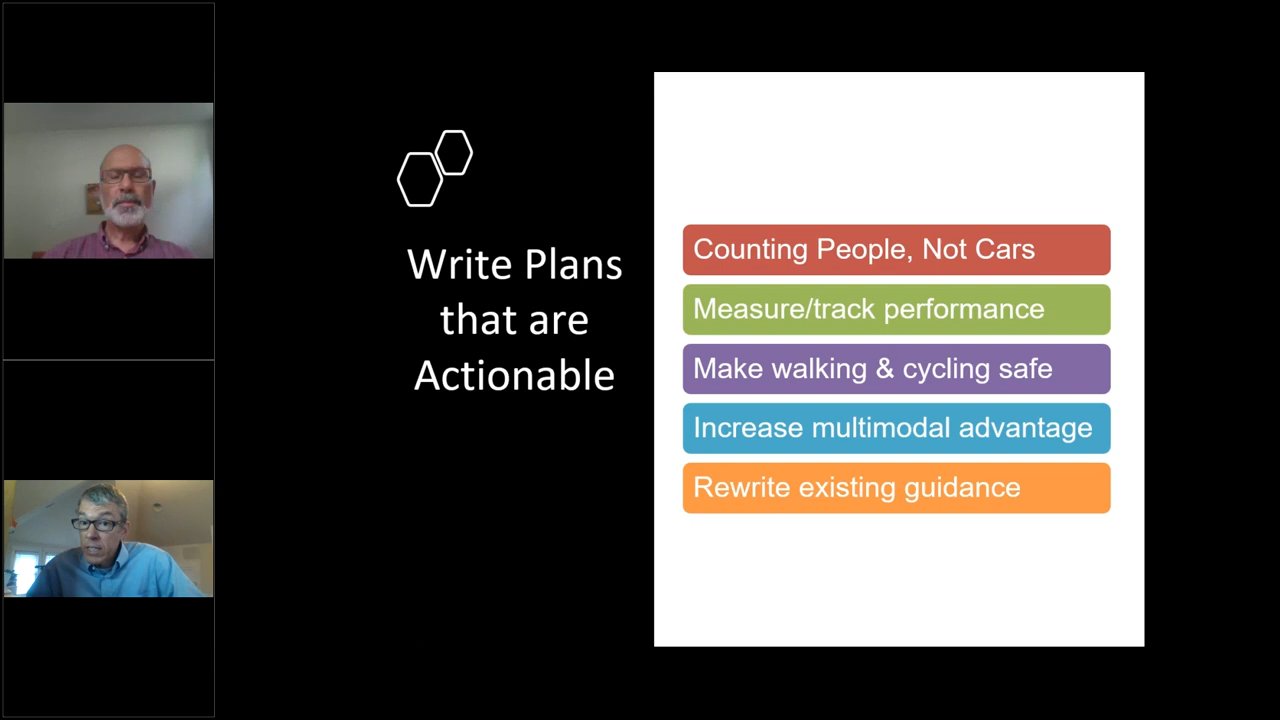 Write Plans
that are
Actionable
Counting People, Not Cars
Measure/track performance
Make walking & cycling safe
Increase multimodal advantage
Rewrite existing guidance